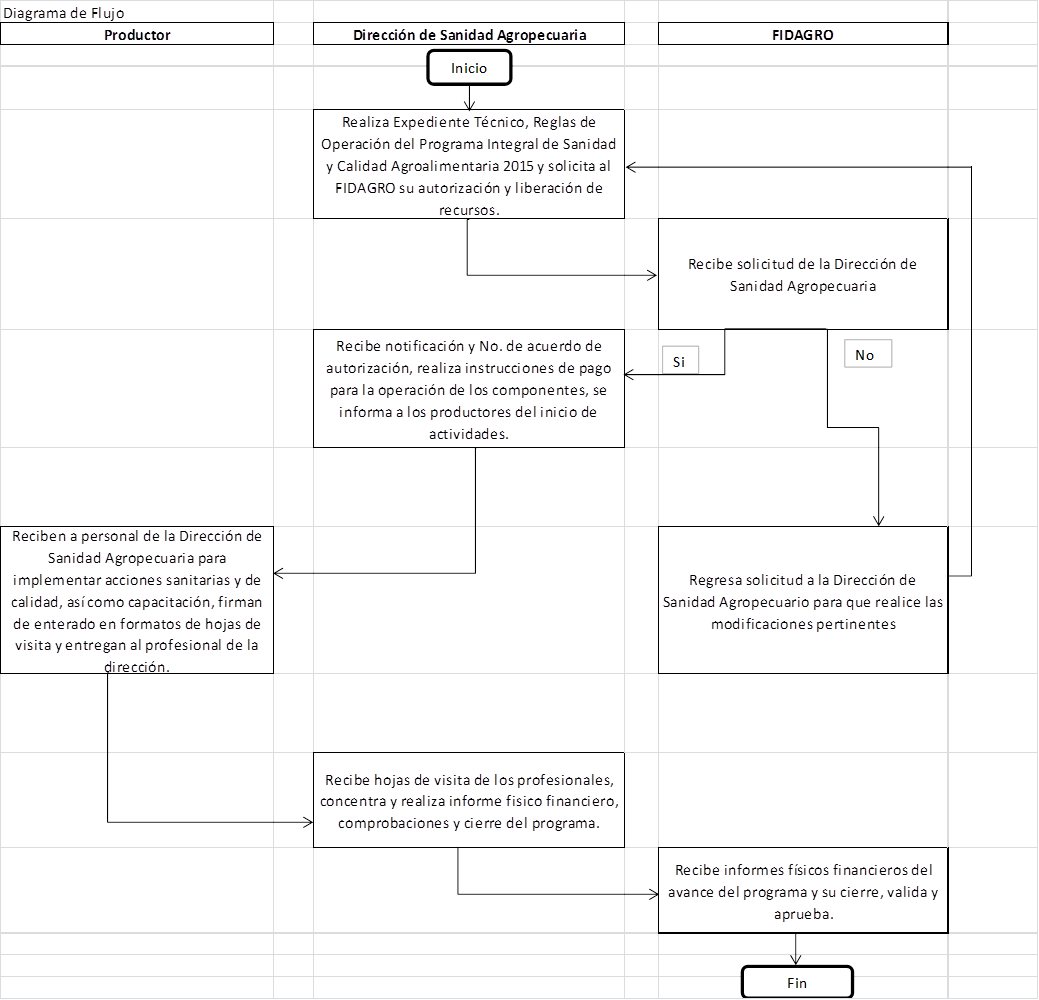 Diagrama de Flujo
Productor
Dirección de Sanidad Agropecuaria
FIDAGRO
Inicio
Realiza Expediente Técnico, Reglas de
Operación del Programa Integral de Sanidad
y Calidad Agroalimentaria 2015 y solicita al
FIDAGRO su autorización y liberación de
recursos.
Recibe solicitud de la Dirección de
Sanidad Agropecuaria
Si
No
Recibe notificación y No. de acuerdo de
autorización, realiza instrucciones de pago
para la operación de los componentes, se
informa a los productores del inicio de
actividades.
Reciben a personal de la Dirección de
Sanidad Agropecuaria para
implementar acciones sanitarias y de
calidad, así como capacitación, firman
de enterado en formatos de hojas de
visita y entregan al profesional de la
dirección.
Regresa solicitud a la Dirección de
Sanidad Agropecuario para que realice las
modificaciones pertinentes
Recibe hojas de visita de los profesionales,
concentra y realiza informe fisico financiero,
comprobaciones y cierre del programa.
Recibe informes físicos financieros del
avance del programa y su cierre, valida y
aprueba.
Fin